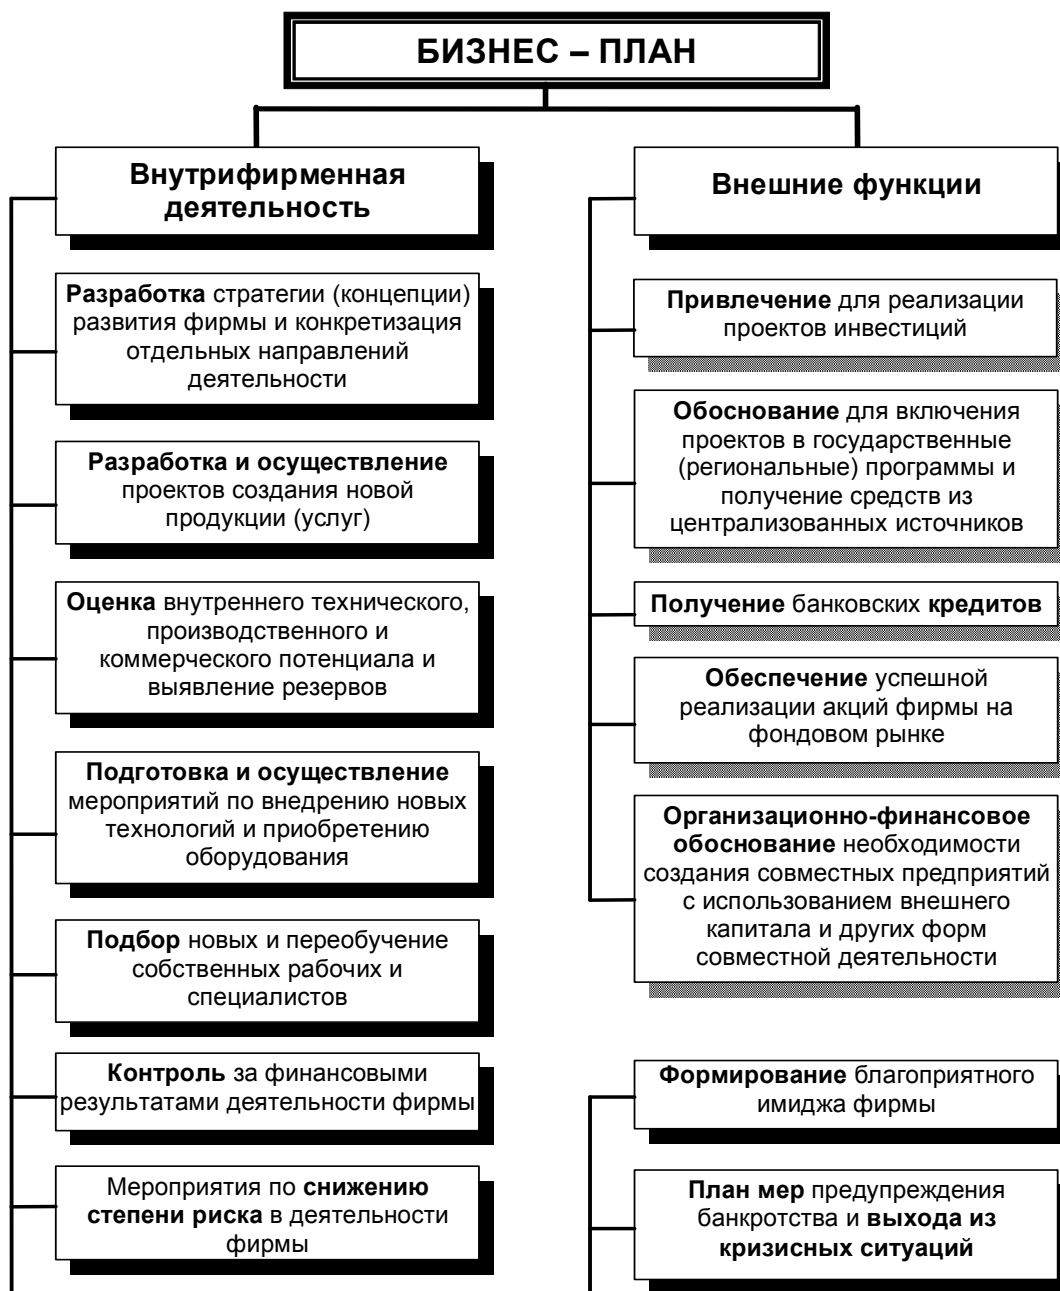 БИЗНЕС – ПЛАН
Внутрифирменная
деятельность
Разработка стратегии (концепции)
развития фирмы и конкретизация
отдельных направлений
деятельности
Разработка и осуществление
проектов создания новой
продукции (услуг)
Оценка внутреннего технического,
производственного и
коммерческого потенциала и
выявление резервов
Подготовка и осуществление
мероприятий по внедрению новых
технологий и приобретению
оборудования
Подбор новых и переобучение
собственных рабочих и
специалистов
Контроль за финансовыми
результатами деятельности фирмы
Мероприятия по снижению
степени риска в деятельности
фирмы
Внешние функции
Привлечение для реализации
проектов инвестиций
Обоснование для включения
проектов в государственные
(региональные) программы и
получение средств из
централизованных источников
Получение банковских кредитов
Обеспечение успешной
реализации акций фирмы на
фондовом рынке
Организационно-финансовое
обоснование необходимости
создания совместных предприятий
с использованием внешнего
капитала и других форм
совместной деятельности
Формирование благоприятного
имиджа фирмы
План мер предупреждения
банкротства и выхода из
кризисных ситуаций